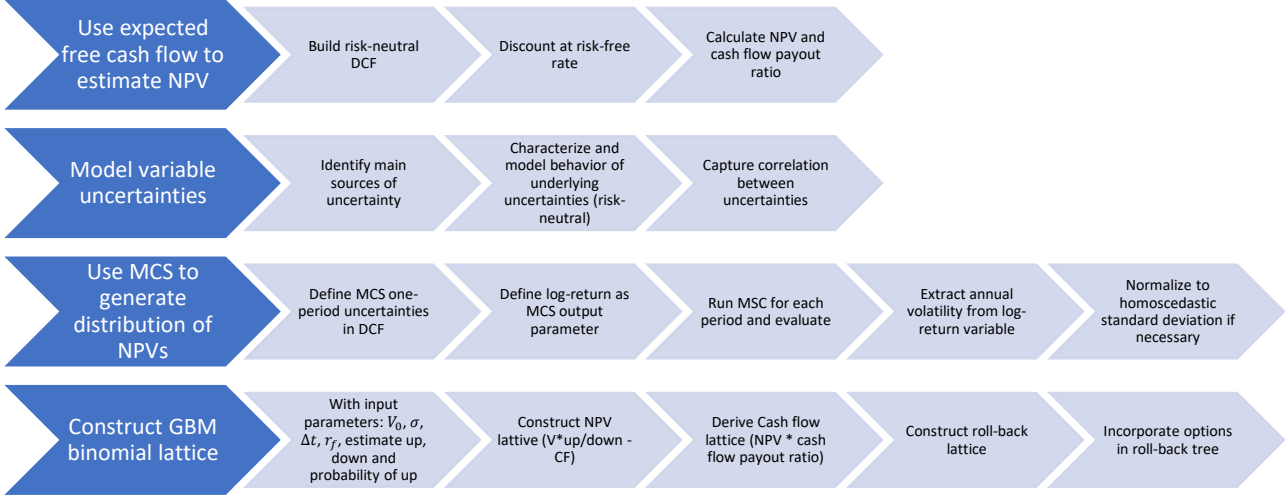 Use expected
free cash flow to
estimate NPV
Build risk-neutral
DCF
Discount at risk-free
rate
Calculate NPV and
cash flow payout
ratio
Model variable
uncertainties
Identify main
sources of
uncertainty
Characterize and
model behavior of
underlying
uncertainties (risk-
neutral)
Capture correlation
between
uncertainties
Use MCS to
generate
distribution of
NPVs
Define MCS one-
period uncertainties
in DCF
Define log-return as
MCS output
parameter
Run MSC for each
period and evaluate
Extract annual
volatility from log-
return variable
Normalize to
homoscedastic
standard deviation if
necessary
Construct GBM
binomial lattice
With input
parameters: 𝑉₀, 𝜎,
Δ𝑡, 𝑟𝑓, estimate up,
down and
probability of up
Construct NPV
lattive (V*up/down -
CF)
Derive Cash flow
lattice (NPV * cash
flow payout ratio)
Construct roll-back
lattice
Incorporate options
in roll-back tree